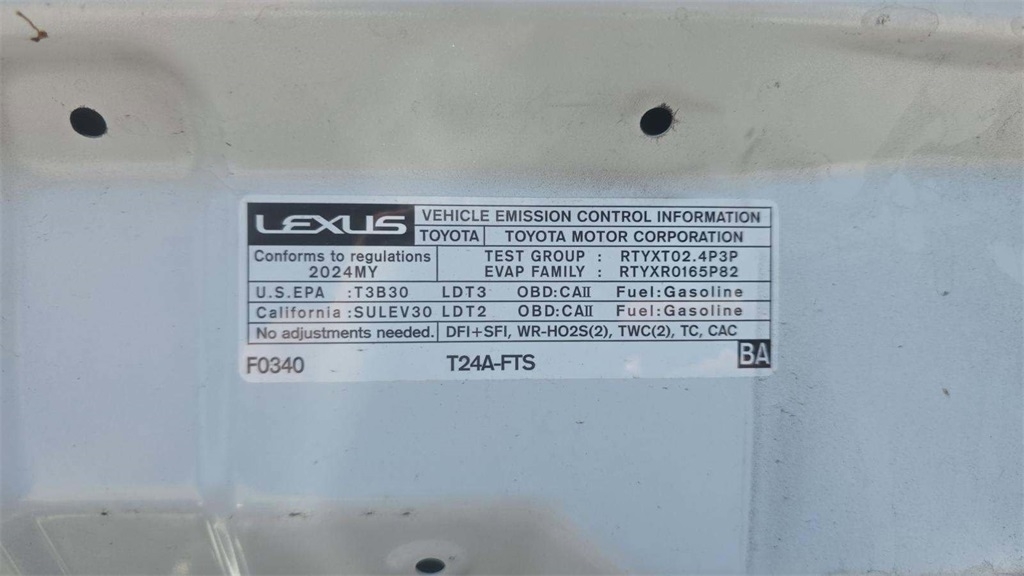 LEXUS VEHICLE EMISSION CONTROL INFORMATION
TOYOTA TOYOTA MOTOR CORPORATION
Conforms to regulations TEST GROUP : RTYXT02.4P3P
2024MY EVAP FAMILY : RTYXR0165P82
U.S.EPA :T3B30 LDT3 OBD:CAII Fuel:Gasoline
California:SULEV30 LDT2 OBD:CAII Fuel:Gasoline
No adjustments needed. DFI+SFI, WR-HO2S(2), TWC(2), TC, CAC
F0340 T24A-FTS BA